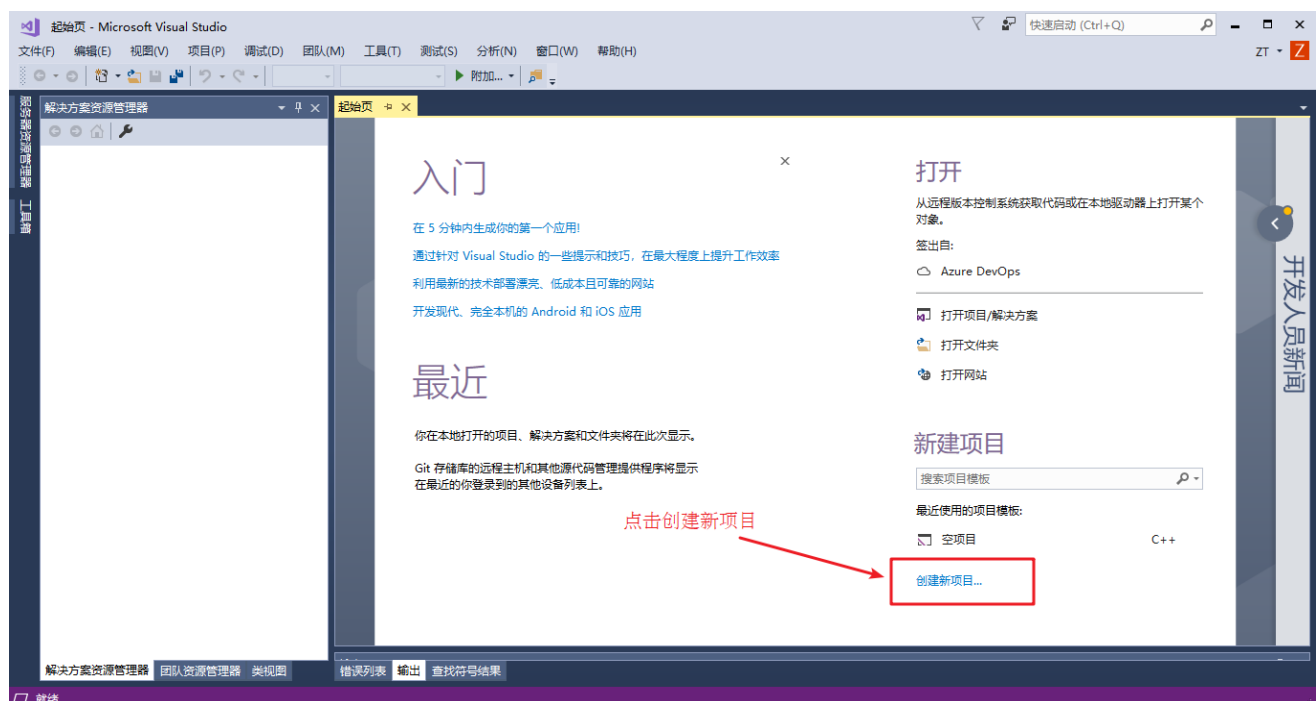 起始页 - Microsoft Visual Studio
快速启动 (Ctrl+Q)
文件(F) 编辑(E) 视图(V) 项目(P) 调试(D) 团队(M) 工具(T) 测试(S) 分析(N) 窗口(W) 帮助(H)
ZT
Z
附加...
服务器资源管理器
工具箱
解决方案资源管理器
起始页
入门
在 5 分钟内生成你的第一个应用!
通过针对 Visual Studio 的一些提示和技巧，在最大程度上提升工作效率
利用最新的技术部署漂亮、低成本且可靠的网站
开发现代、完全本机的 Android 和 iOS 应用
最近
你在本地打开的项目、解决方案和文件夹将在此次显示。
Git 存储库的远程主机和其他源代码管理提供程序将显示
在最近的你登录到的其他设备列表上。
点击创建新项目
打开
从远程版本控制系统获取代码或在本地驱动器上打开某个
对象。
签出自:
Azure DevOps
打开项目/解决方案
打开文件夹
打开网站
新建项目
搜索项目模板
最近使用的项目模板:
空项目 C++
创建新项目...
开发人员新闻
解决方案资源管理器 团队资源管理器 类视图
错误列表 输出 查找符号结果
就绪